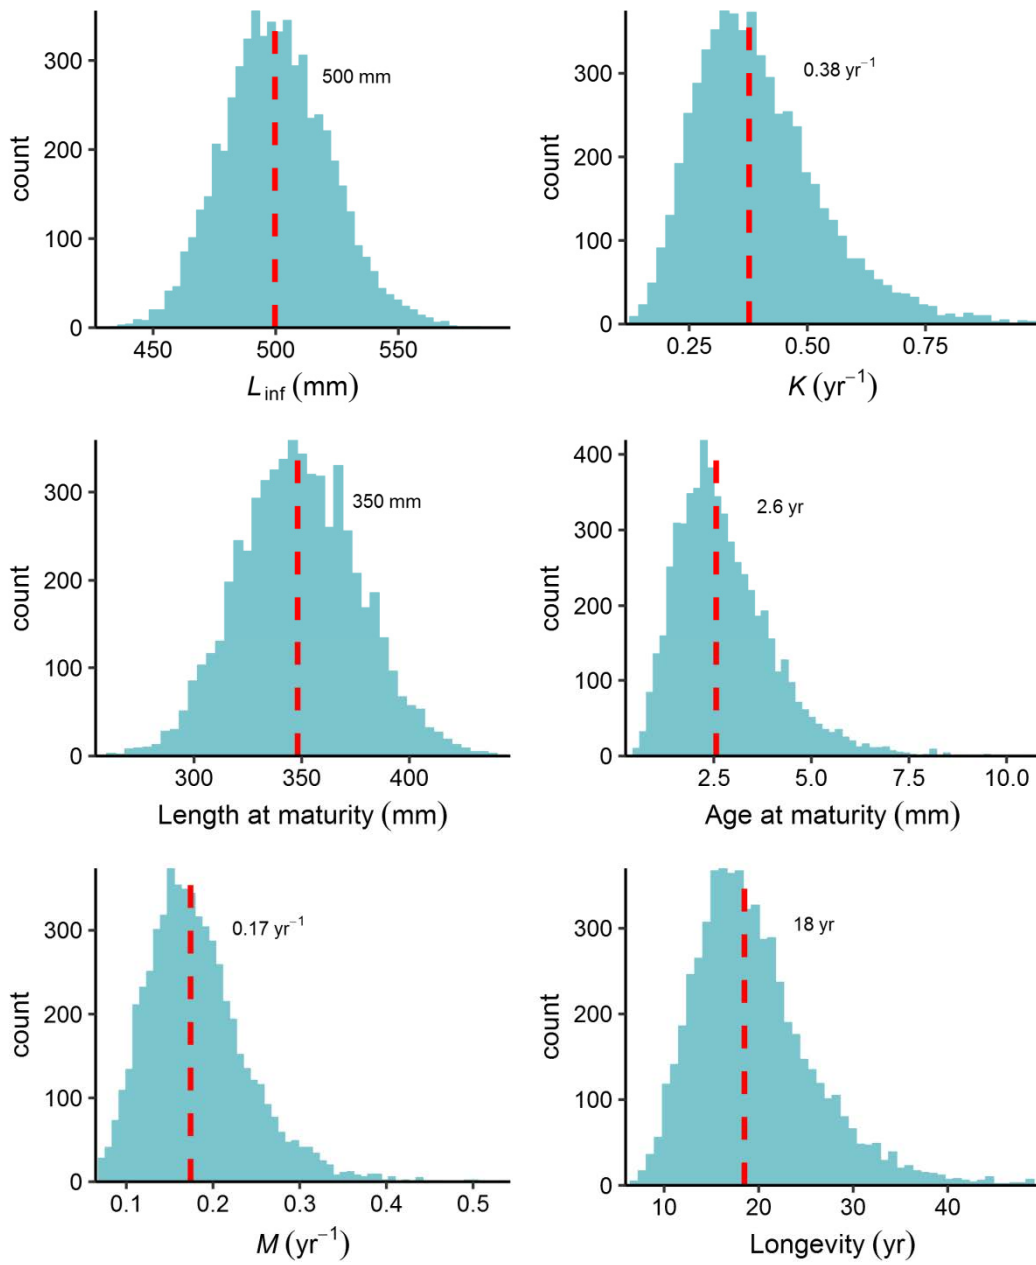 300
200
100
0
count
500 mm
450
500
550
L_inf (mm)
300
200
100
0
count
0.38 yr⁻¹
0.25
0.50
0.75
K (yr⁻¹)
300
200
100
0
count
350 mm
300
350
400
Length at maturity (mm)
400
300
200
100
0
count
2.6 yr
2.5
5.0
7.5
10.0
Age at maturity (mm)
300
200
100
0
count
0.17 yr⁻¹
0.1
0.2
0.3
0.4
0.5
M (yr⁻¹)
300
200
100
0
count
18 yr
10
20
30
40
Longevity (yr)